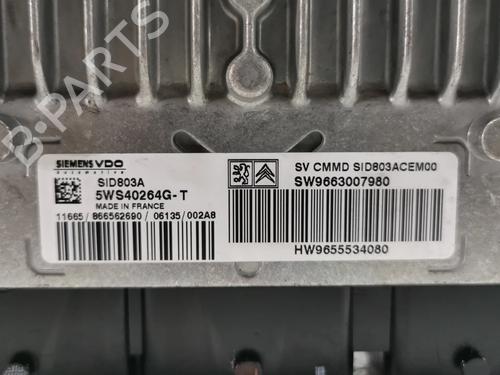 B-PARTS
SIEMENS VDO
Automotive
SID803A
5WS40264G-T
MADE IN FRANCE
11665/866562690/06135/002A8
SV CMMD SID803ACEM00
SW9663007980
HW9655534080